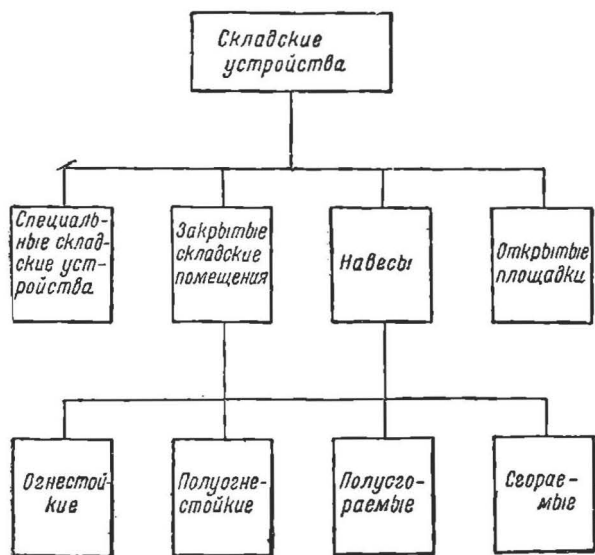 Складские
устройства
Специаль-
ные склад-
ские уст-
ройства
Закрытые
складские
помещения
Навесы
Открытые
площадки
Огнестой-
кие
Полуогне-
стойкие
Полусго-
раемые
Сгорае-
мые